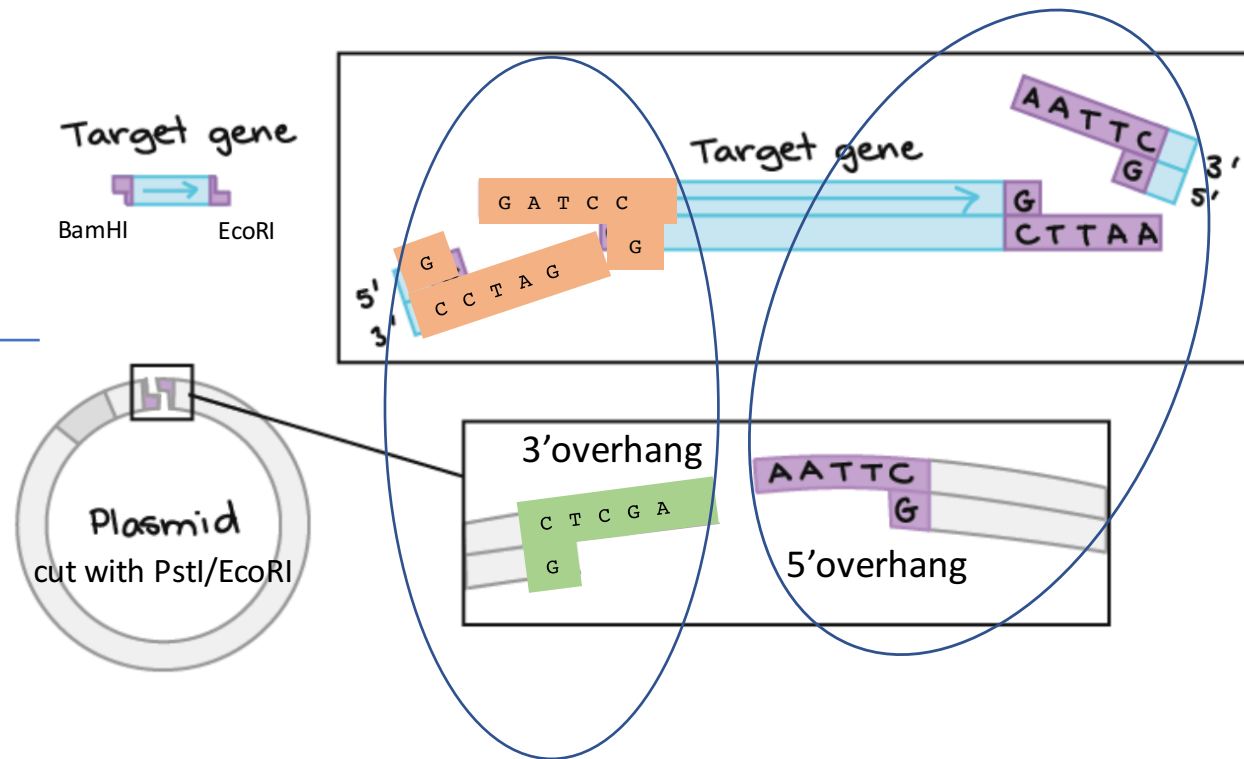 Target gene
BamHI EcoRI
Target gene
A A T T C
G
3'
5'
G A T C C
G
G
C T T A A
G
C C T A G
5'
3'
Plasmid
cut with PstI/EcoRI
3'overhang
C T C G A
G
A A T T C
G
5'overhang